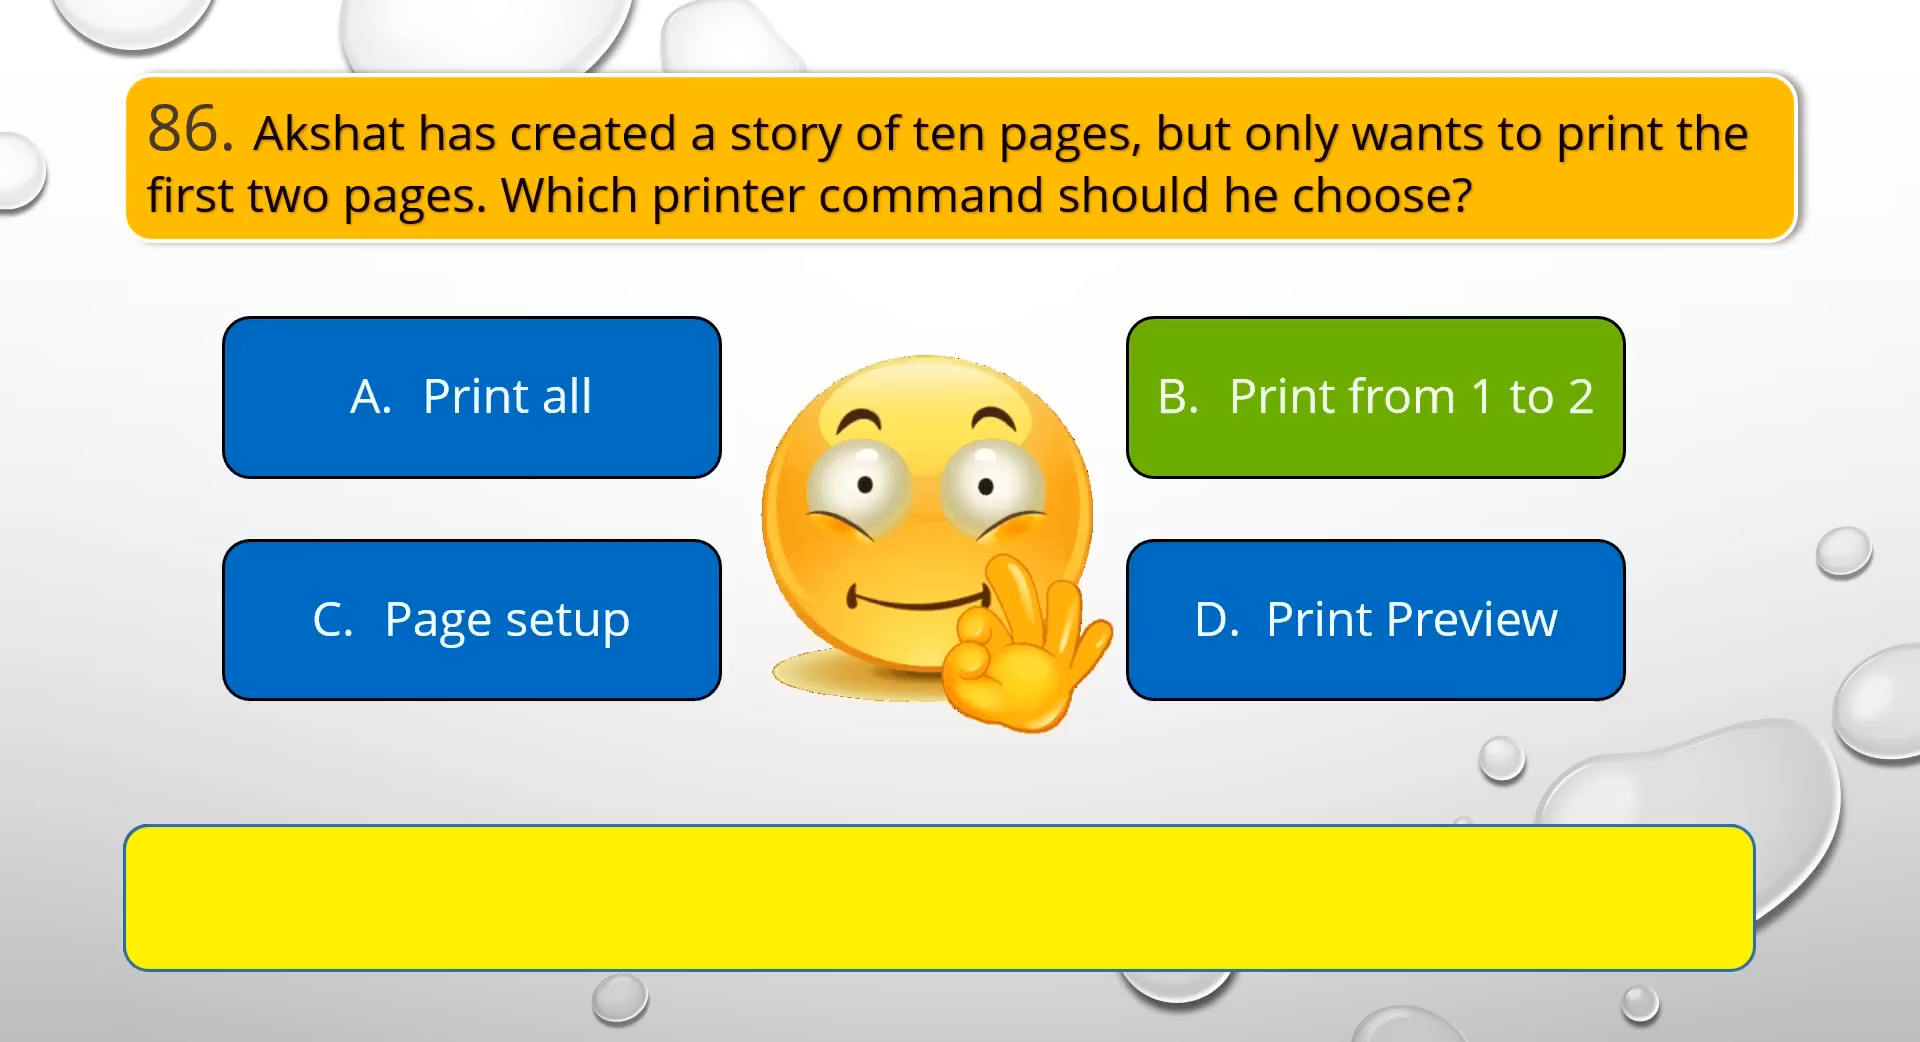 86. Akshat has created a story of ten pages, but only wants to print the
first two pages. Which printer command should he choose?
A. Print all
B. Print from 1 to 2
C. Page setup
D. Print Preview